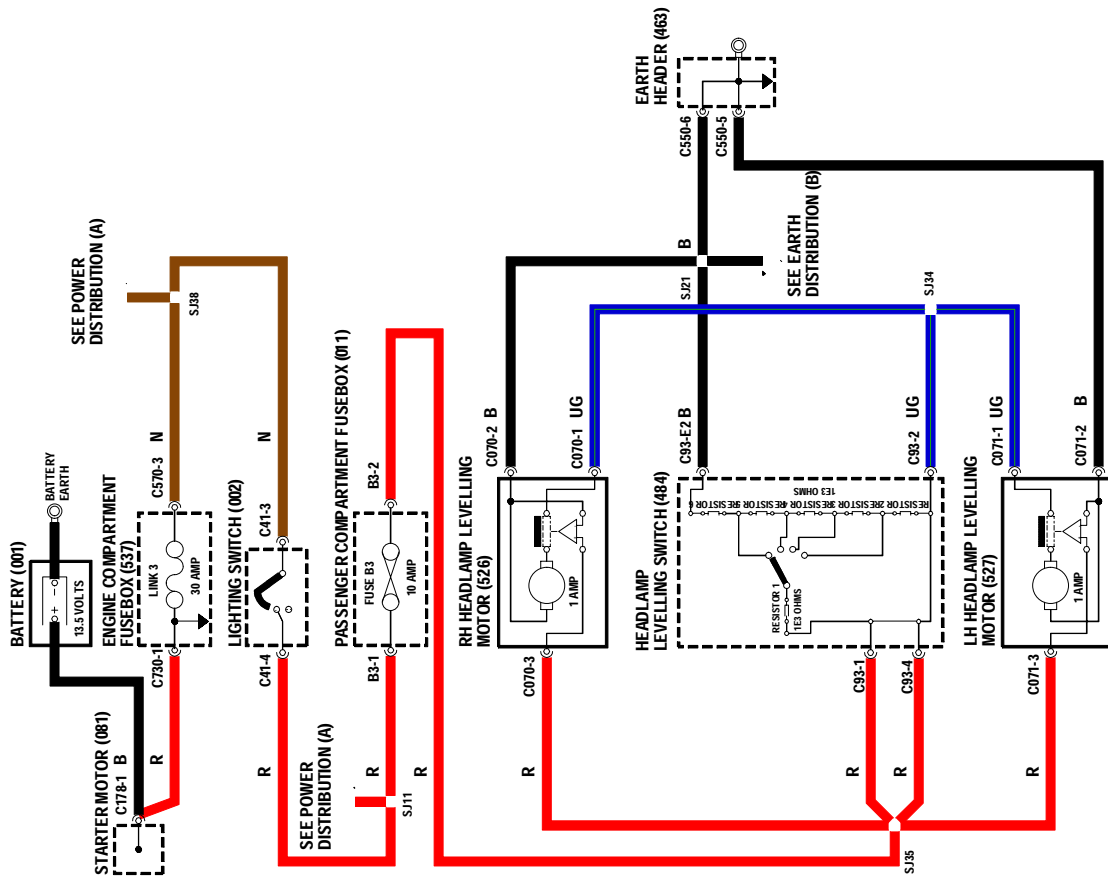 BATTERY (001)
13.5 VOLTS
+ -
BATTERY
EARTH
STARTER MOTOR (081)
C178-1
B
R
ENGINE COMPARTMENT
FUSEBOX (537)
LINK 3
30 AMP
C730-1
C570-3
N
SEE POWER
DISTRIBUTION (A)
SJ38
LIGHTING SWITCH (002)
C41-4
C41-3
R
N
SEE POWER
DISTRIBUTION (A)
PASSENGER COMPARTMENT FUSEBOX (011)
FUSE B3
10 AMP
B3-1
B3-2
R
SJ11
R
RH HEADLAMP LEVELLING
MOTOR (526)
1 AMP
C070-3
R
C070-2
B
C070-1
UG
HEADLAMP
LEVELLING SWITCH (484)
RESISTOR 1
1E3 OHMS
1E3 OHMS
C93-1
R
C93-4
R
C93-E2
B
C93-2
UG
SJ21
B
SEE EARTH
DISTRIBUTION (B)
SJ34
SJ35
LH HEADLAMP LEVELLING
MOTOR (527)
1 AMP
C071-3
R
C071-1
UG
C071-2
B
EARTH
HEADER (463)
C550-6
C550-5